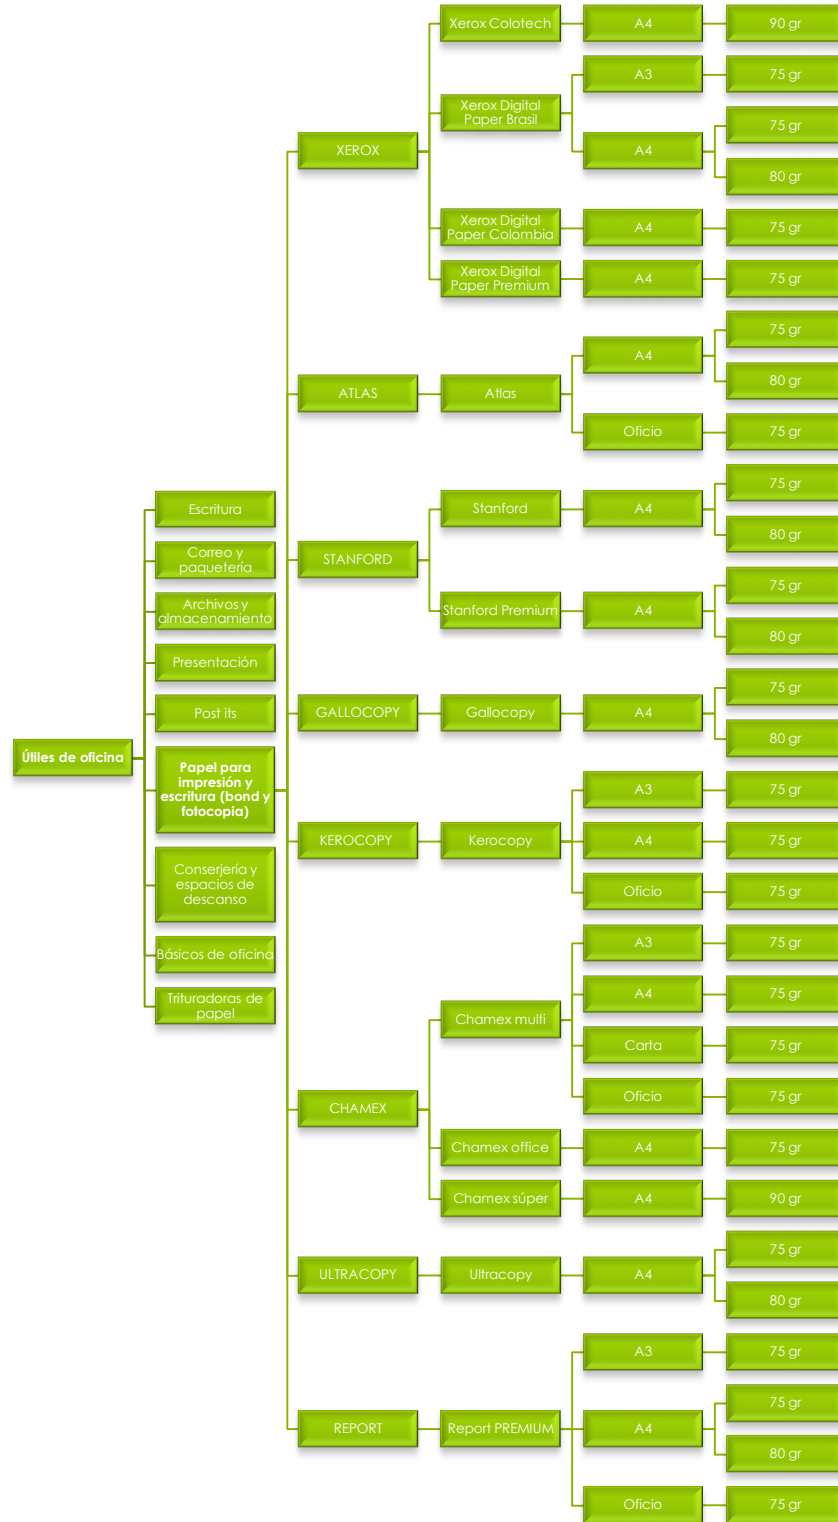 Útiles de oficina
Escritura
Correo y
paquetería
Archivos y
almacenamiento
Presentación
Post its
Papel para
impresión y
escritura (bond y
fotocopia)
XEROX
Xerox Colotech
A4
90 gr
Xerox Digital
Paper Brasil
A3
75 gr
A4
75 gr
80 gr
Xerox Digital
Paper Colombia
A4
75 gr
Xerox Digital
Paper Premium
A4
75 gr
ATLAS
Atlas
A4
75 gr
80 gr
Oficio
75 gr
STANFORD
Stanford
A4
75 gr
80 gr
Stanford Premium
A4
75 gr
80 gr
GALLOCOPY
Gallocopy
A4
75 gr
80 gr
KEROCOPY
Kerocopy
A3
75 gr
A4
75 gr
Oficio
75 gr
CHAMEX
Chamex multi
A3
75 gr
A4
75 gr
Carta
75 gr
Oficio
75 gr
Chamex office
A4
75 gr
Chamex súper
A4
90 gr
ULTRACOPY
Ultracopy
A4
75 gr
80 gr
REPORT
Report PREMIUM
A3
75 gr
A4
75 gr
80 gr
Oficio
75 gr
Conserjería y
espacios de
descanso
Básicos de oficina
Trituradoras de
papel